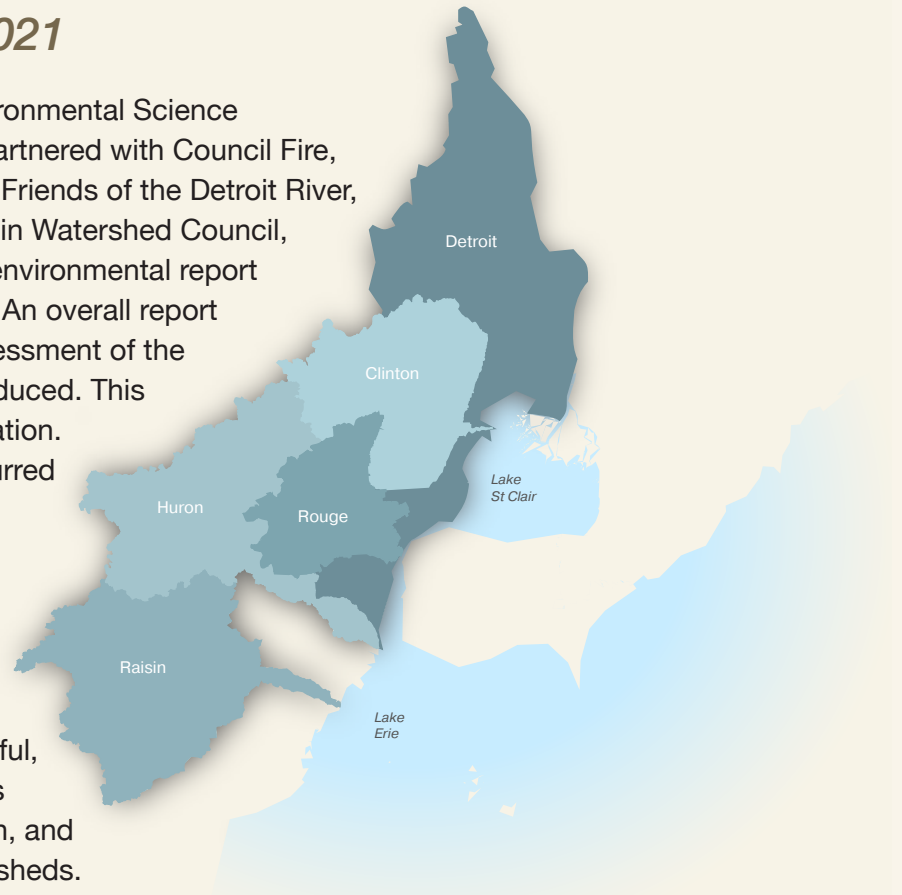 021
ironmental Science
artnered with Council Fire,
Friends of the Detroit River,
in Watershed Council,
environmental report
An overall report
essment of the
duced. This
ation.
rred
ful,
s
n, and
sheds.
Detroit
Clinton
Huron
Rouge
Raisin
Lake
St Clair
Lake
Erie